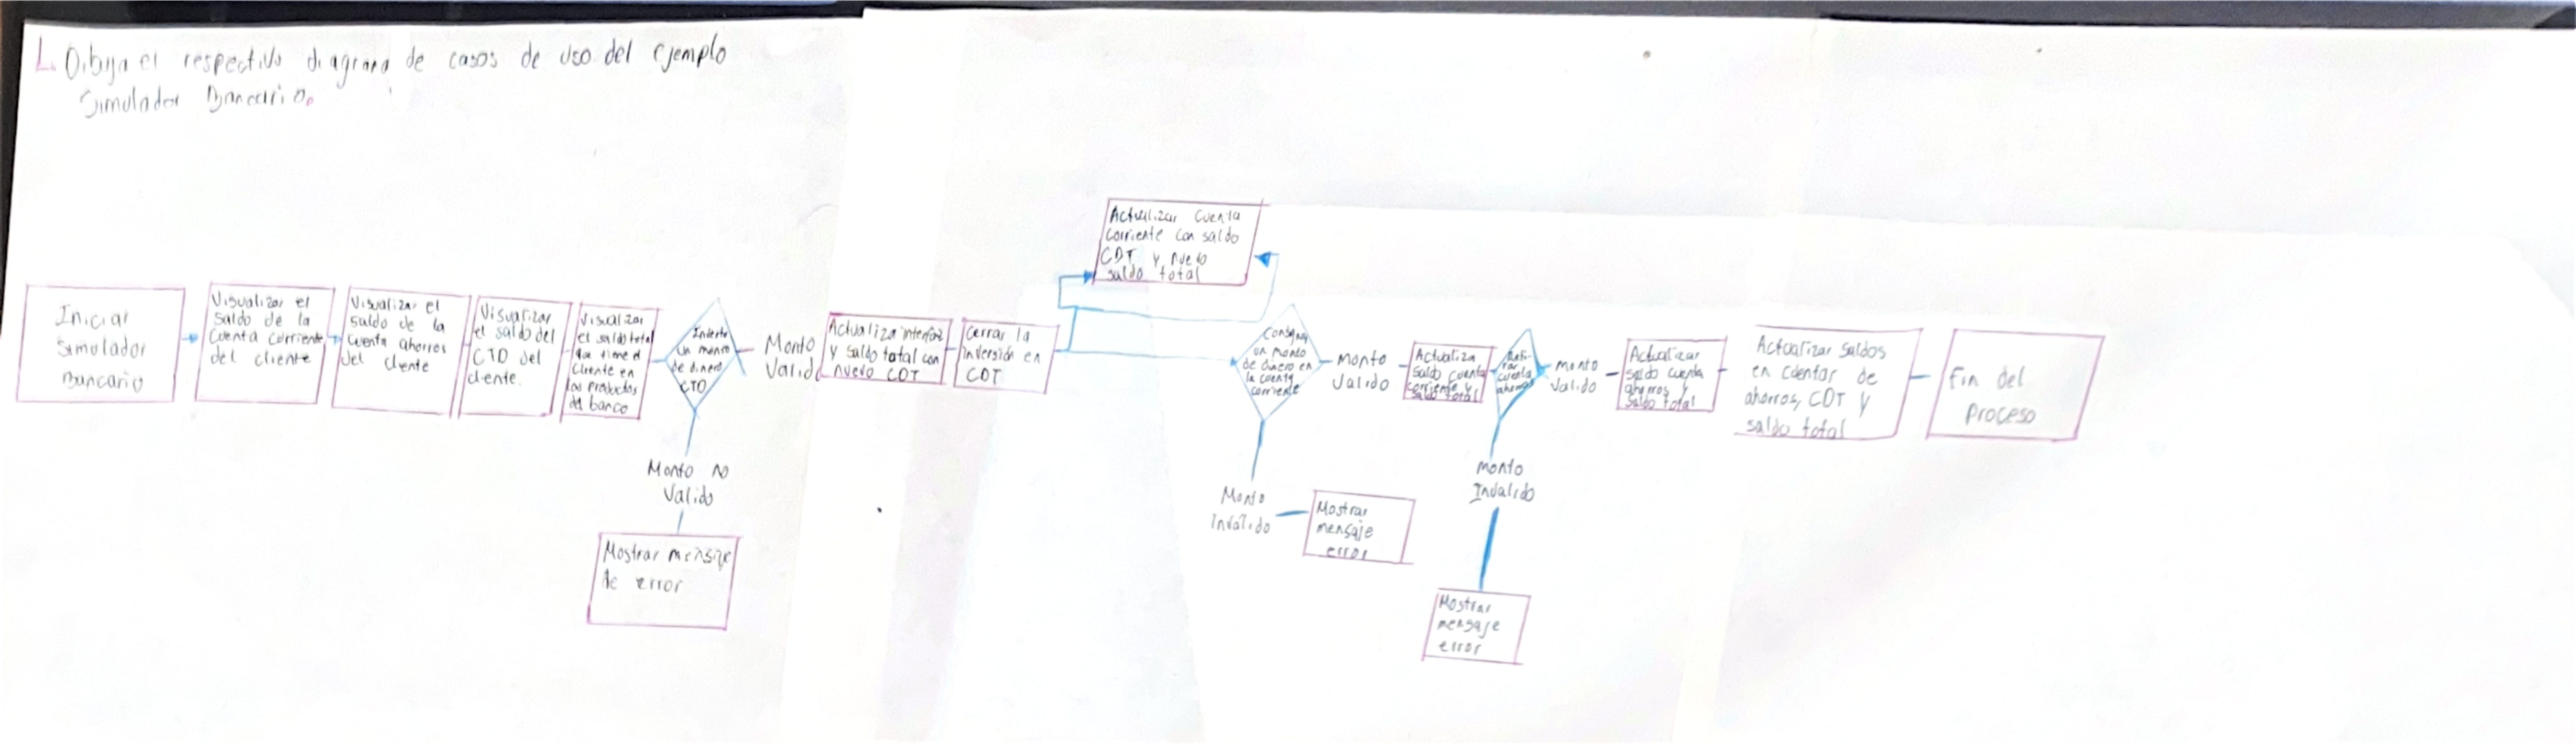 1. Dibuja el respectivo diagrama de casos de uso del ejemplo
Simulador Bancario.
Iniciar
Simulador
Bancario
Visualizar el
saldo de la
cuenta corriente
del cliente
Visualizar el
saldo de la
cuenta ahorros
del cliente
Visualizar
el saldo del
CTD del
cliente.
Visualizar
el saldo total
que tiene el
cliente en
los productos
del banco
Invierte
un monto
de dinero
CTD
Monto no
Valido
Mostrar mensaje
de error
Monto
Valido
Actualiza interfaz
y saldo total con
nuevo CDT
Cerrar la
inversión en
CDT
Actualizar cuenta
corriente con saldo
CDT y nuevo
saldo total
Consignar
un monto
de dinero en
la cuenta
corriente
Monto
Invalido
Mostrar
mensaje
error
monto
Valido
Actualiza
saldo cuenta
corriente y
saldo total
Reti-
rar
cuenta
ahorros
monto
Invalido
Mostrar
mensaje
error
monto
Valido
Actualizar
saldo cuenta
ahorros y
saldo total
Actualizar saldos
en cuentas de
ahorros, CDT y
saldo total
Fin del
proceso